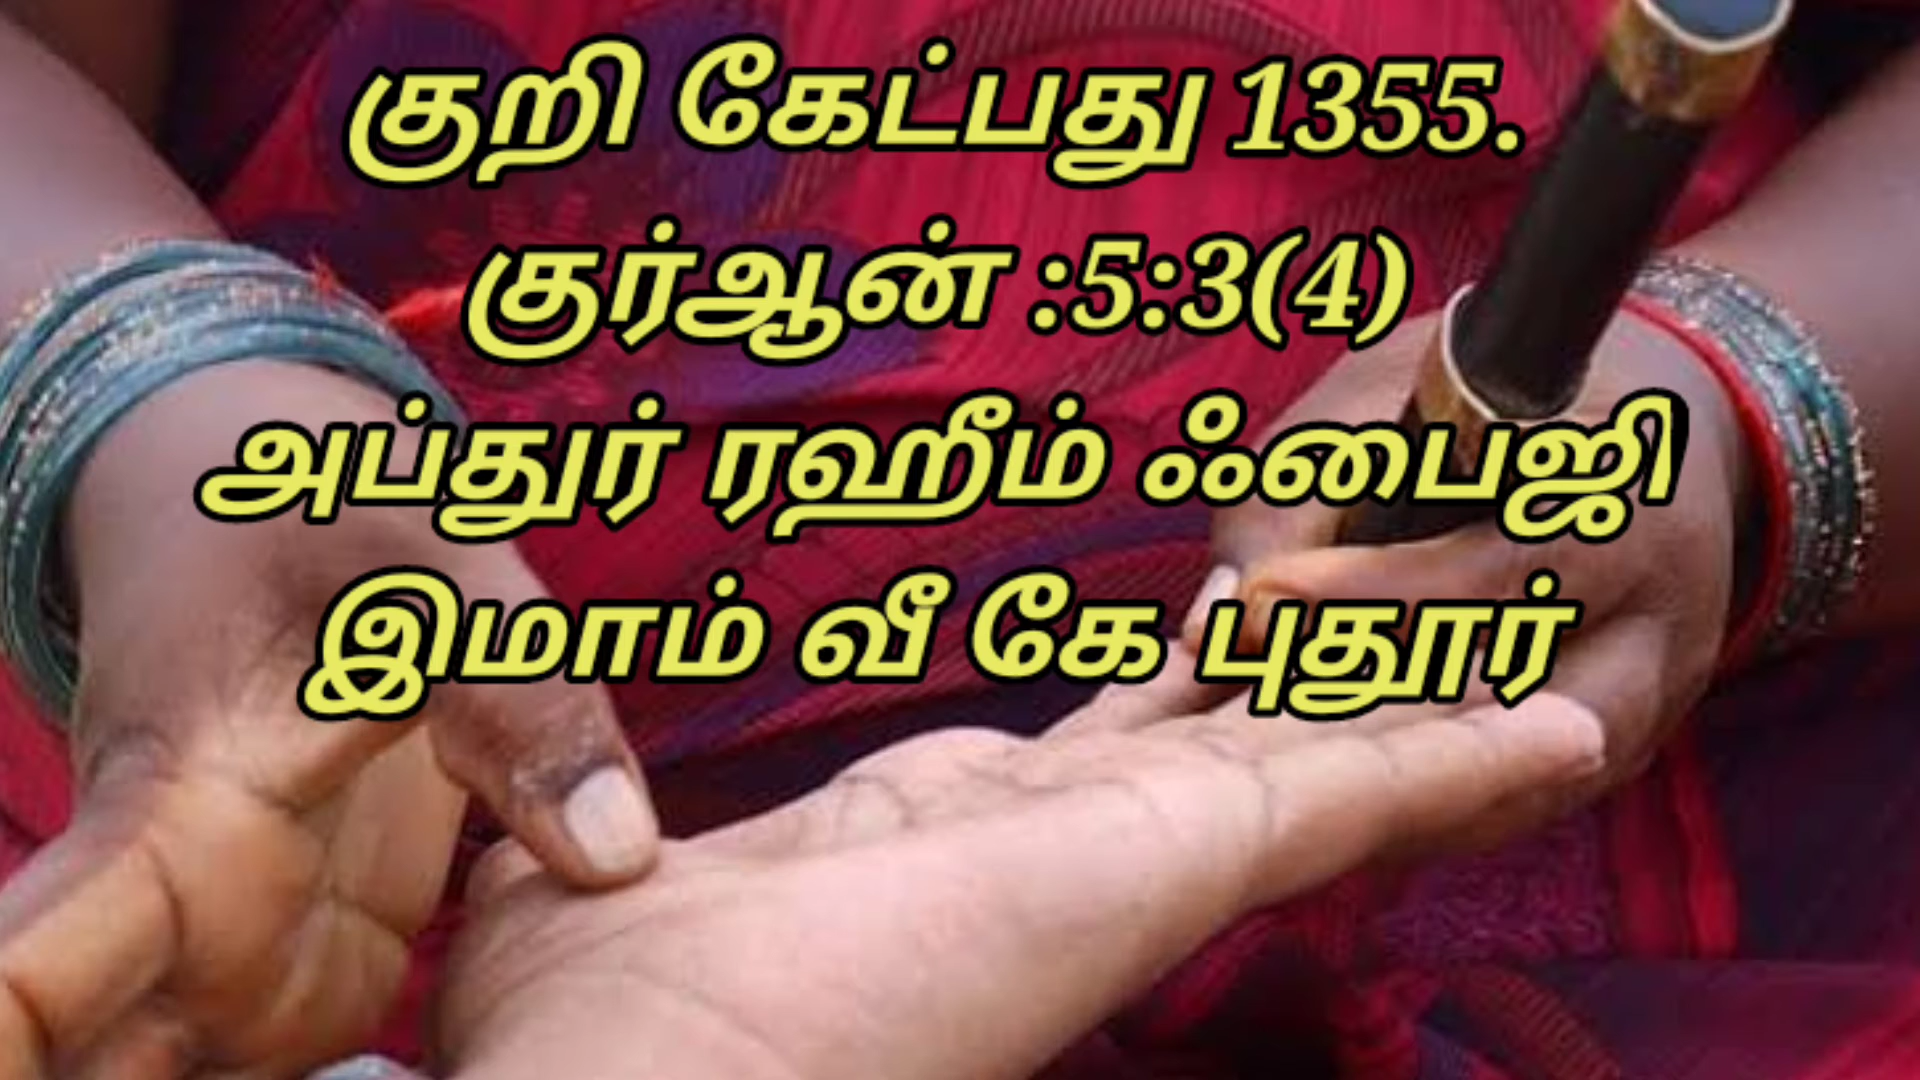 குறி கேட்பது 1355.
குர்ஆன் :5:3(4)
அப்துர் ரஹீம் ஃபைஜி
இமாம் வீ கே புதூர்